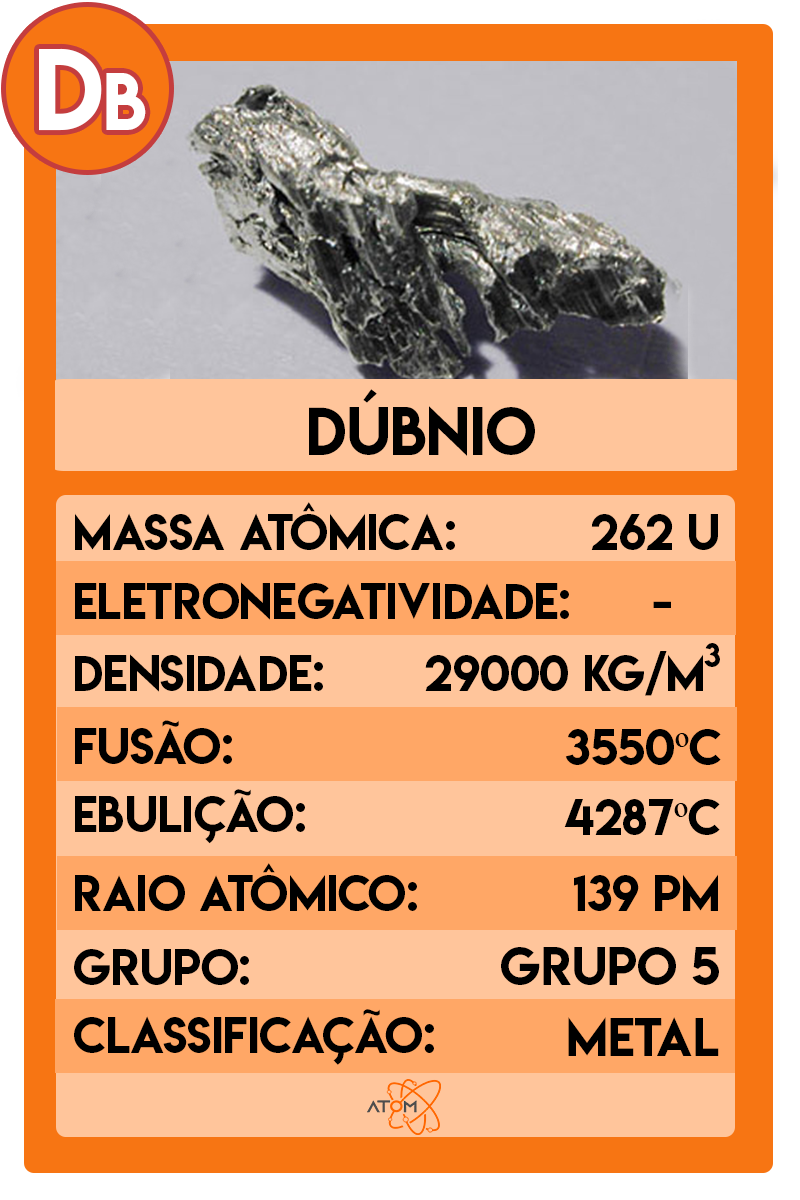 DB
DÚBNIO
MASSA ATÔMICA: 262 U
ELETRONEGATIVIDADE: -
DENSIDADE: 29000 KG/M³
FUSÃO: 3550ºC
EBULIÇÃO: 4287ºC
RAIO ATÔMICO: 139 PM
GRUPO: GRUPO 5
CLASSIFICAÇÃO: METAL
ATOM